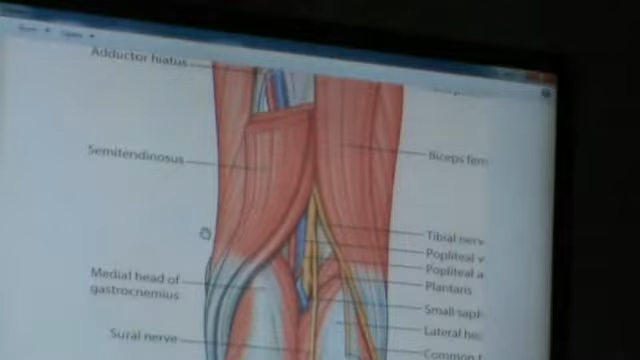 Adductor hiatus
Semitendinosus
Biceps fem
Tibial nerv
Popliteal v
Popliteal a
Medial head of
gastrocnemius
Plantaris
Small saph
Lateral he
Sural nerve
Common f